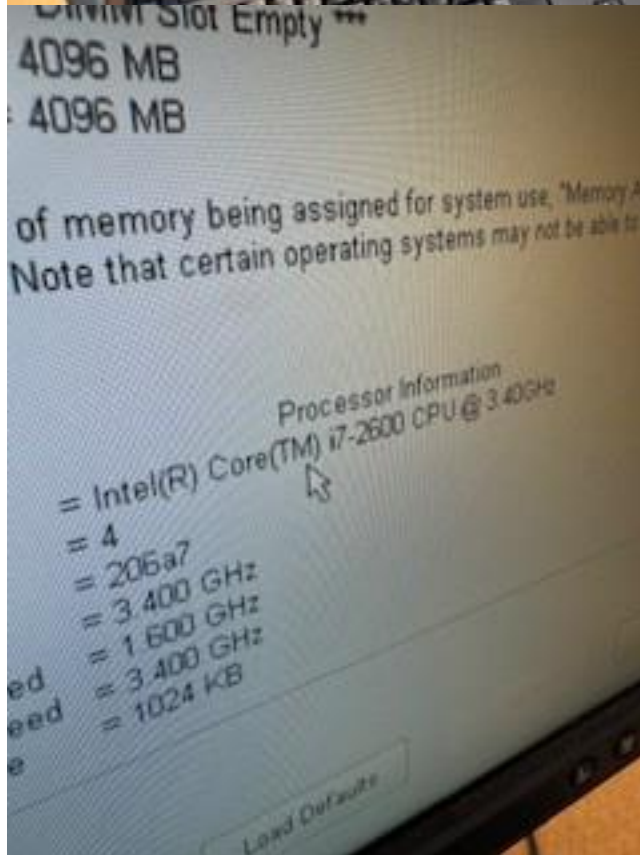 DIMM Slot Empty ***
4096 MB
= 4096 MB
of memory being assigned for system use, "Memory
Note that certain operating systems may not be able to
Processor Information
= Intel(R) Core(TM) i7-2600 CPU @ 3.40GHz
= 4
= 206a7
= 3.400 GHz
ed = 1.600 GHz
eed = 3.400 GHz
e = 1024 KB
Load Defaults